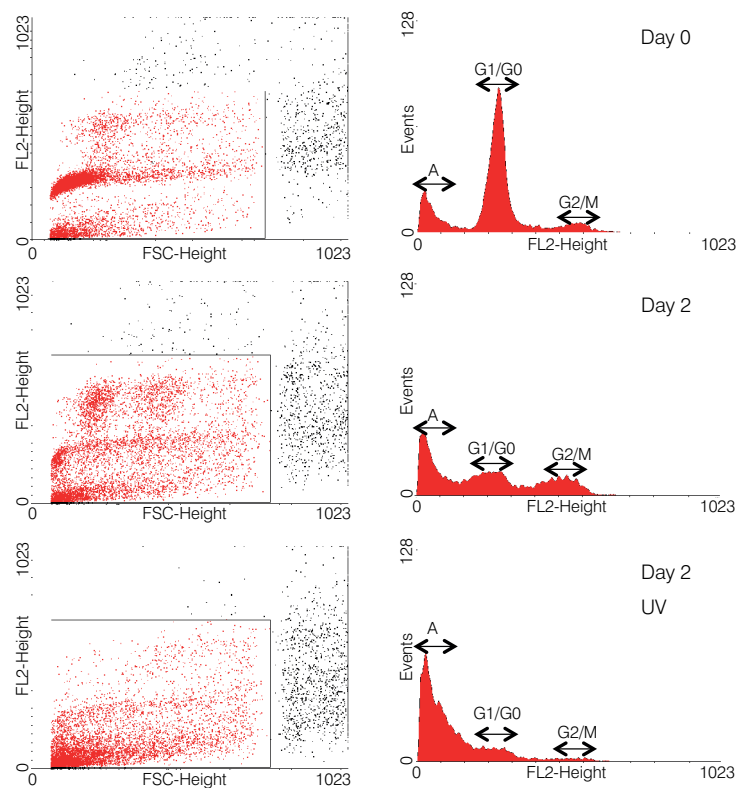 1023
FL2-Height
0
0
FSC-Height
1023
128
Events
0
Day 0
G1/G0
A
G2/M
0
FL2-Height
1023
1023
FL2-Height
0
0
FSC-Height
1023
128
Events
0
Day 2
A
G1/G0
G2/M
0
FL2-Height
1023
1023
FL2-Height
0
0
FSC-Height
1023
128
Events
0
Day 2
UV
A
G1/G0
G2/M
0
FL2-Height
1023